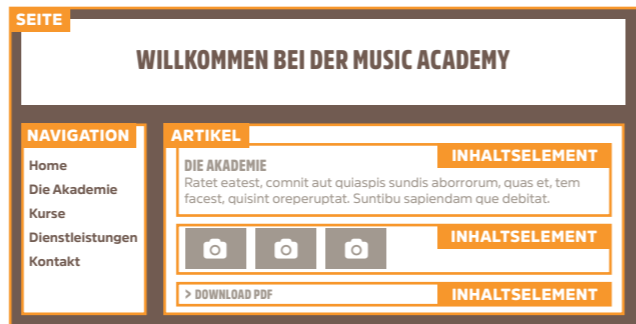 SEITE
WILLKOMMEN BEI DER MUSIC ACADEMY
NAVIGATION
Home
Die Akademie
Kurse
Dienstleistungen
Kontakt
ARTIKEL
INHALTSELEMENT
DIE AKADEMIE
Ratet eatest, comnit aut quiaspis sundis aborrorum, quas et, tem
facest, quisint oreperuptat. Suntibu sapiendam que debitat.
INHALTSELEMENT
> DOWNLOAD PDF
INHALTSELEMENT